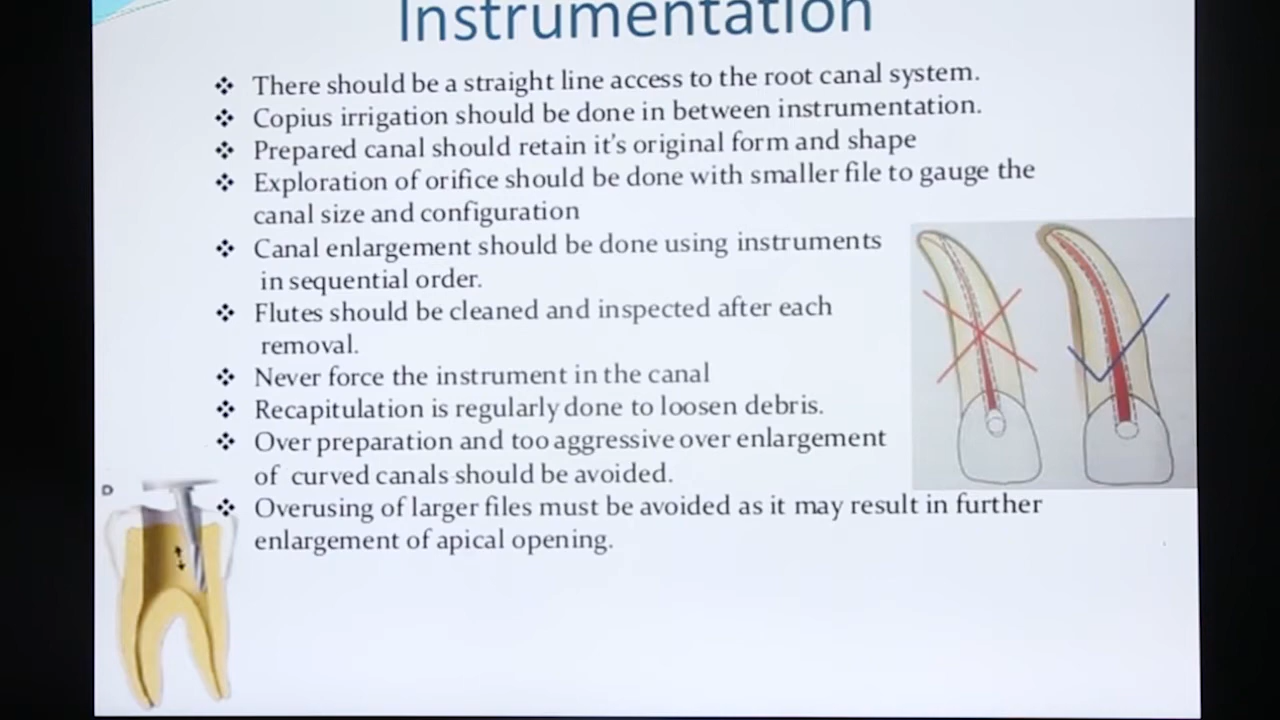 Instrumentation
❖ There should be a straight line access to the root canal system.
❖ Copius irrigation should be done in between instrumentation.
❖ Prepared canal should retain it's original form and shape
❖ Exploration of orifice should be done with smaller file to gauge the
canal size and configuration
❖ Canal enlargement should be done using instruments
in sequential order.
❖ Flutes should be cleaned and inspected after each
removal.
❖ Never force the instrument in the canal
❖ Recapitulation is regularly done to loosen debris.
❖ Over preparation and too aggressive over enlargement
of curved canals should be avoided.
D
❖ Overusing of larger files must be avoided as it may result in further
enlargement of apical opening.